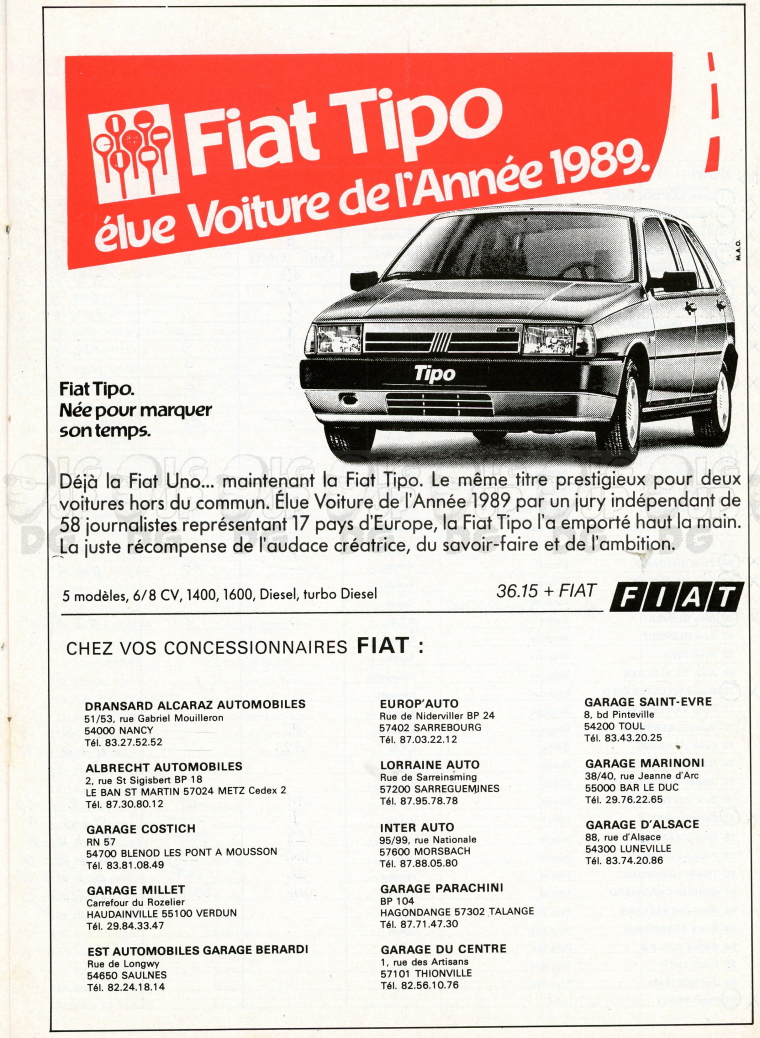 Fiat Tipo
élue Voiture de l'Année 1989.
M.A.O.
Tipo
Fiat Tipo.
Née pour marquer
son temps.
Déjà la Fiat Uno... maintenant la Fiat Tipo. Le même titre prestigieux pour deux
voitures hors du commun. Élue Voiture de l'Année 1989 par un jury indépendant de
58 journalistes représentant 17 pays d'Europe, la Fiat Tipo l'a emporté haut la main.
La juste récompense de l'audace créatrice, du savoir-faire et de l'ambition.
5 modèles, 6/8 CV, 1400, 1600, Diesel, turbo Diesel
36.15 + FIAT
FIAT
CHEZ VOS CONCESSIONNAIRES FIAT :
DRANSARD ALCARAZ AUTOMOBILES
51/53, rue Gabriel Mouilleron
54000 NANCY
Tél. 83.27.52.52
ALBRECHT AUTOMOBILES
2, rue St Sigisbert BP 18
LE BAN ST MARTIN 57024 METZ Cedex 2
Tél. 87.30.80.12
GARAGE COSTICH
RN 57
54700 BLENOD LES PONT A MOUSSON
Tél. 83.81.08.49
GARAGE MILLET
Carrefour du Rozelier
HAUDAINVILLE 55100 VERDUN
Tél. 29.84.33.47
EST AUTOMOBILES GARAGE BERARDI
Rue de Longwy
54650 SAULNES
Tél. 82.24.18.14
EUROP'AUTO
Rue de Niderviller BP 24
57402 SARREBOURG
Tél. 87.03.22.12
LORRAINE AUTO
Rue de Sarreinsming
57200 SARREGUEMINES
Tél. 87.95.78.78
INTER AUTO
95/99, rue Nationale
57600 MORSBACH
Tél. 87.88.05.80
GARAGE PARACHINI
BP 104
HAGONDANGE 57302 TALANGE
Tél. 87.71.47.30
GARAGE DU CENTRE
1, rue des Artisans
57101 THIONVILLE
Tél. 82.56.10.76
GARAGE SAINT-EVRE
8, bd Pinteville
54200 TOUL
Tél. 83.43.20.25
GARAGE MARINONI
38/40, rue Jeanne d'Arc
55000 BAR LE DUC
Tél. 29.76.22.65
GARAGE D'ALSACE
88, rue d'Alsace
54300 LUNEVILLE
Tél. 83.74.20.86